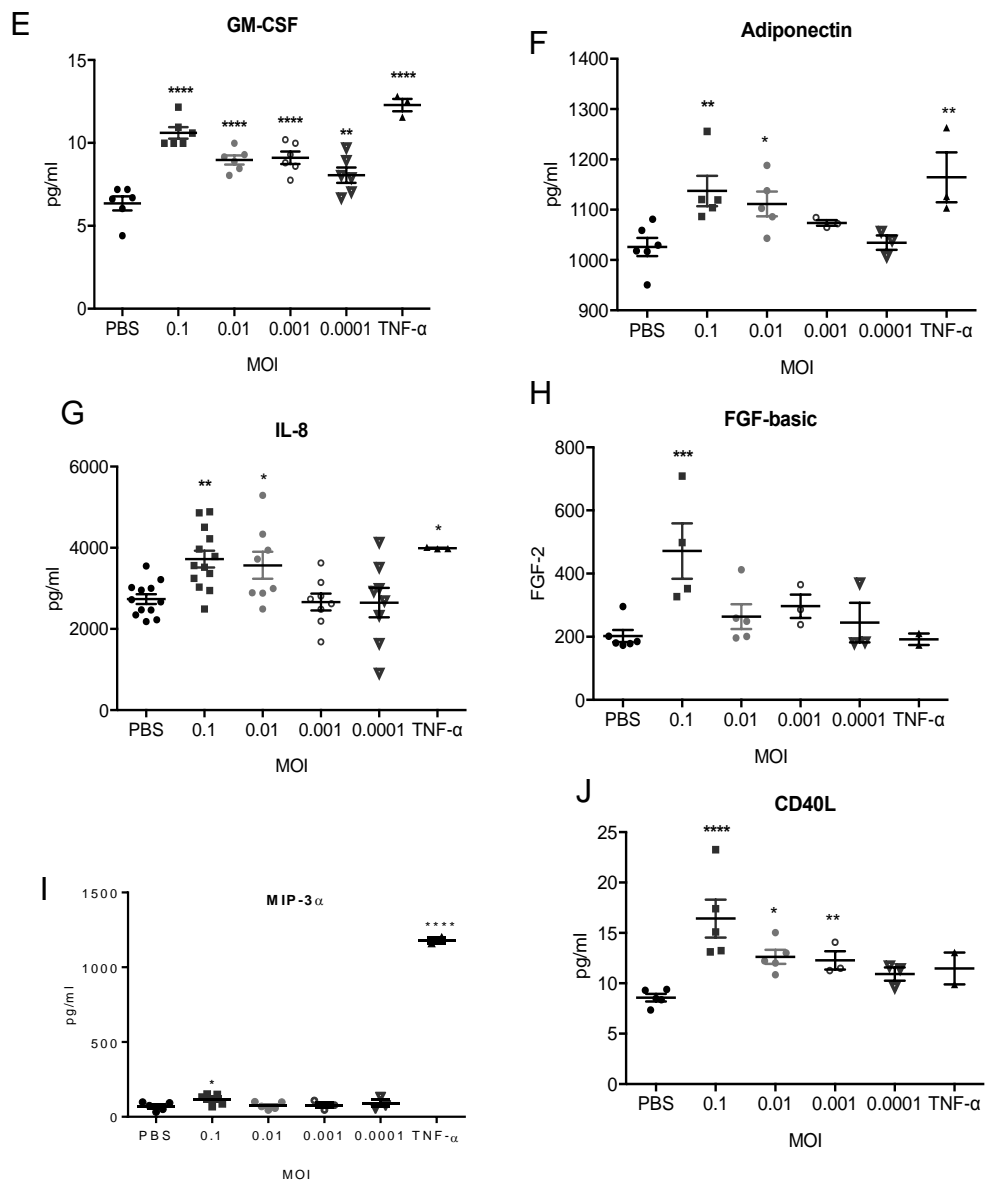 E
GM-CSF
15
10
5
0
pg/ml
****
****
****
**
****
PBS 0.1 0.01 0.001 0.0001 TNF-α
MOI
F
Adiponectin
1400
1300
1200
1100
1000
900
pg/ml
**
*
**
PBS 0.1 0.01 0.001 0.0001 TNF-α
MOI
G
IL-8
6000
4000
2000
0
pg/ml
**
*
*
PBS 0.1 0.01 0.001 0.0001 TNF-α
MOI
H
FGF-basic
800
600
400
200
0
FGF-2
***
PBS 0.1 0.01 0.001 0.0001 TNF-α
MOI
I
MIP-3α
1500
1000
500
0
pg/ml
*
****
PBS 0.1 0.01 0.001 0.0001 TNF-α
MOI
J
CD40L
25
20
15
10
5
0
pg/ml
****
*
**
PBS 0.1 0.01 0.001 0.0001 TNF-α
MOI